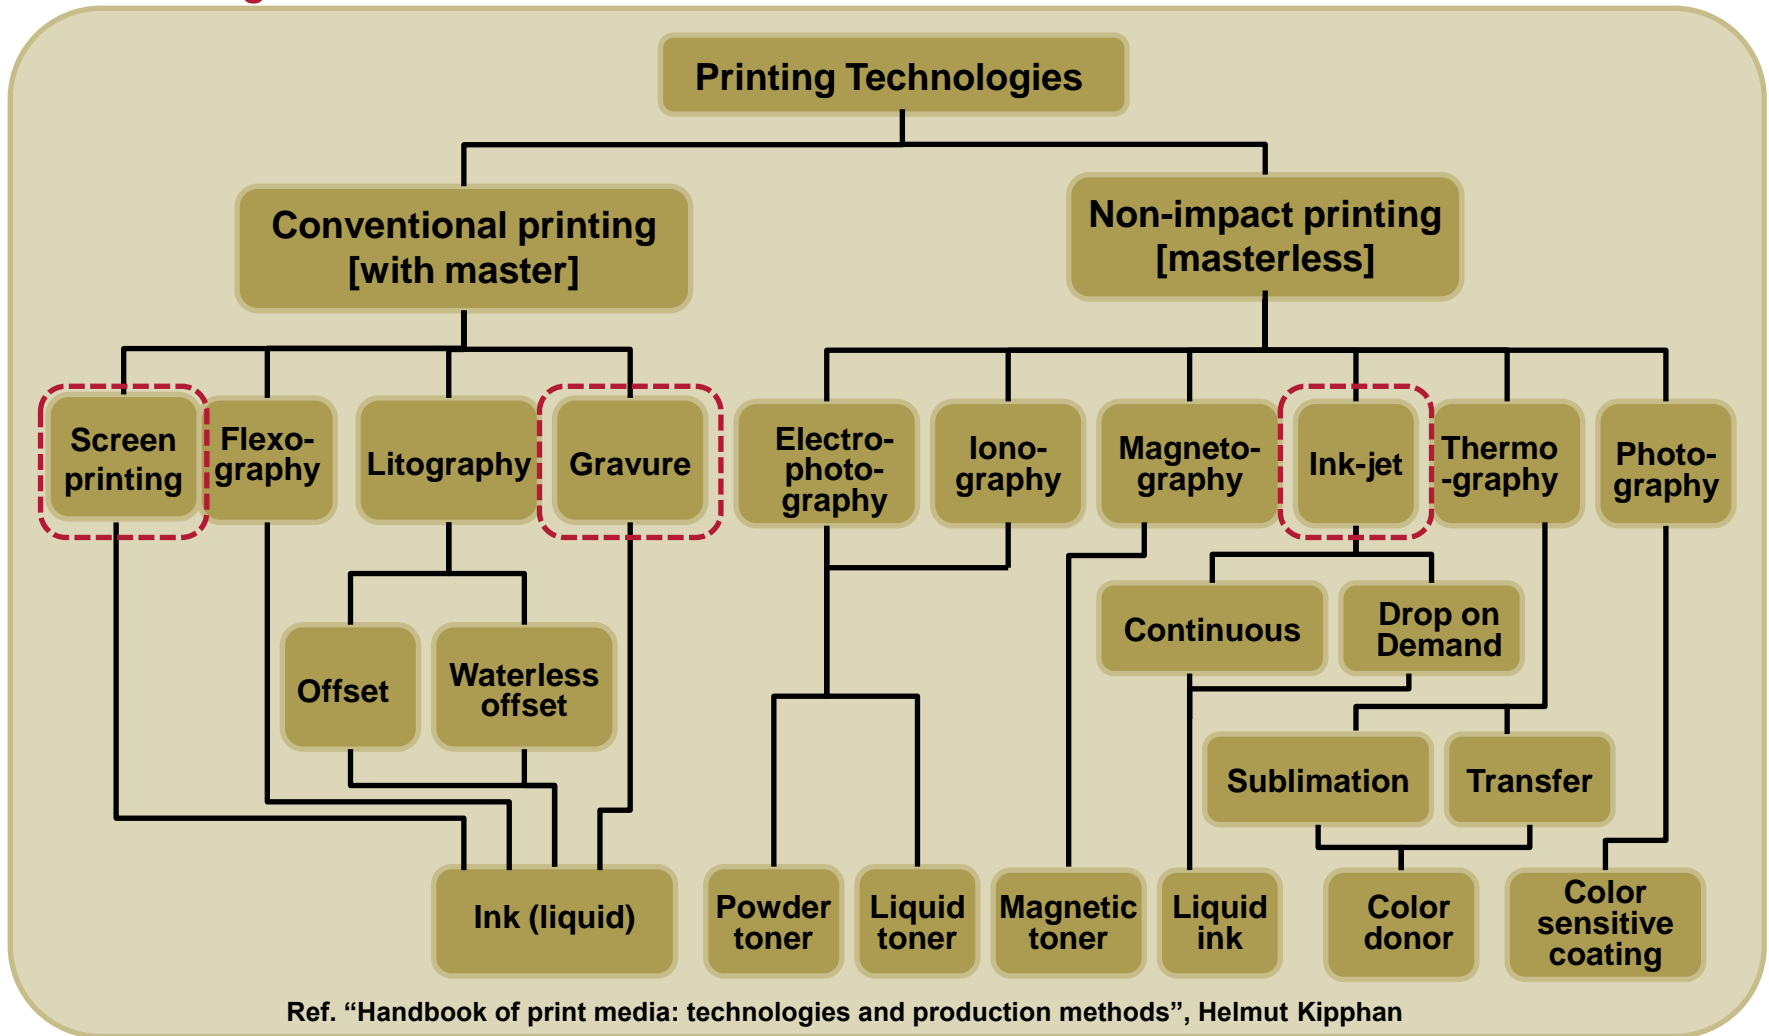 Printing Technologies
Conventional printing
[with master]
Non-impact printing
[masterless]
Screen
printing
Flexo-
graphy
Litography
Gravure
Electro-
photo-
graphy
Iono-
graphy
Magneto-
graphy
Ink-jet
Thermo
-graphy
Photo-
graphy
Offset
Waterless
offset
Continuous
Drop on
Demand
Sublimation
Transfer
Ink (liquid)
Powder
toner
Liquid
toner
Magnetic
toner
Liquid
ink
Color
donor
Color
sensitive
coating
Ref. “Handbook of print media: technologies and production methods”, Helmut Kipphan